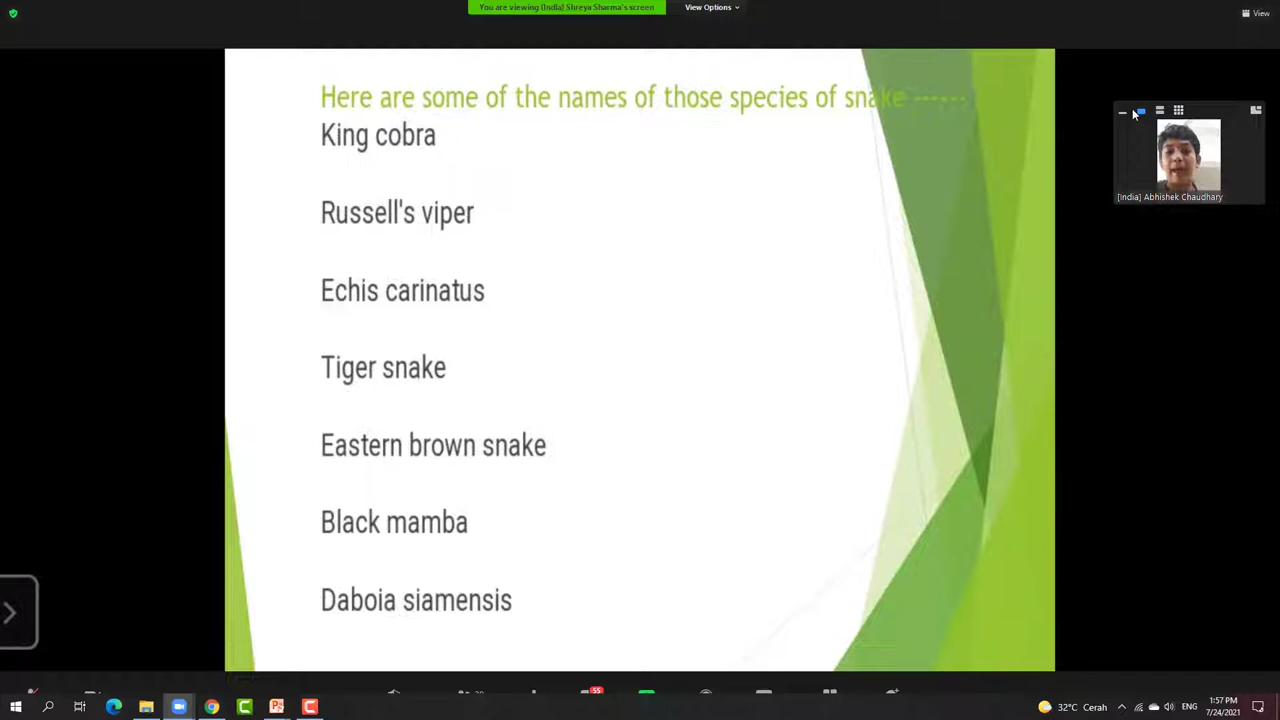 You are viewing (India) Shreya Sharma's screen
View Options
View
Here are some of the names of those species of snake ------
King cobra
Russell's viper
Echis carinatus
Tiger snake
Eastern brown snake
Black mamba
Daboia siamensis
[India] Abhishek Chaudhary
55
32°C Cerah
ENG
1:57 PM
7/24/2021